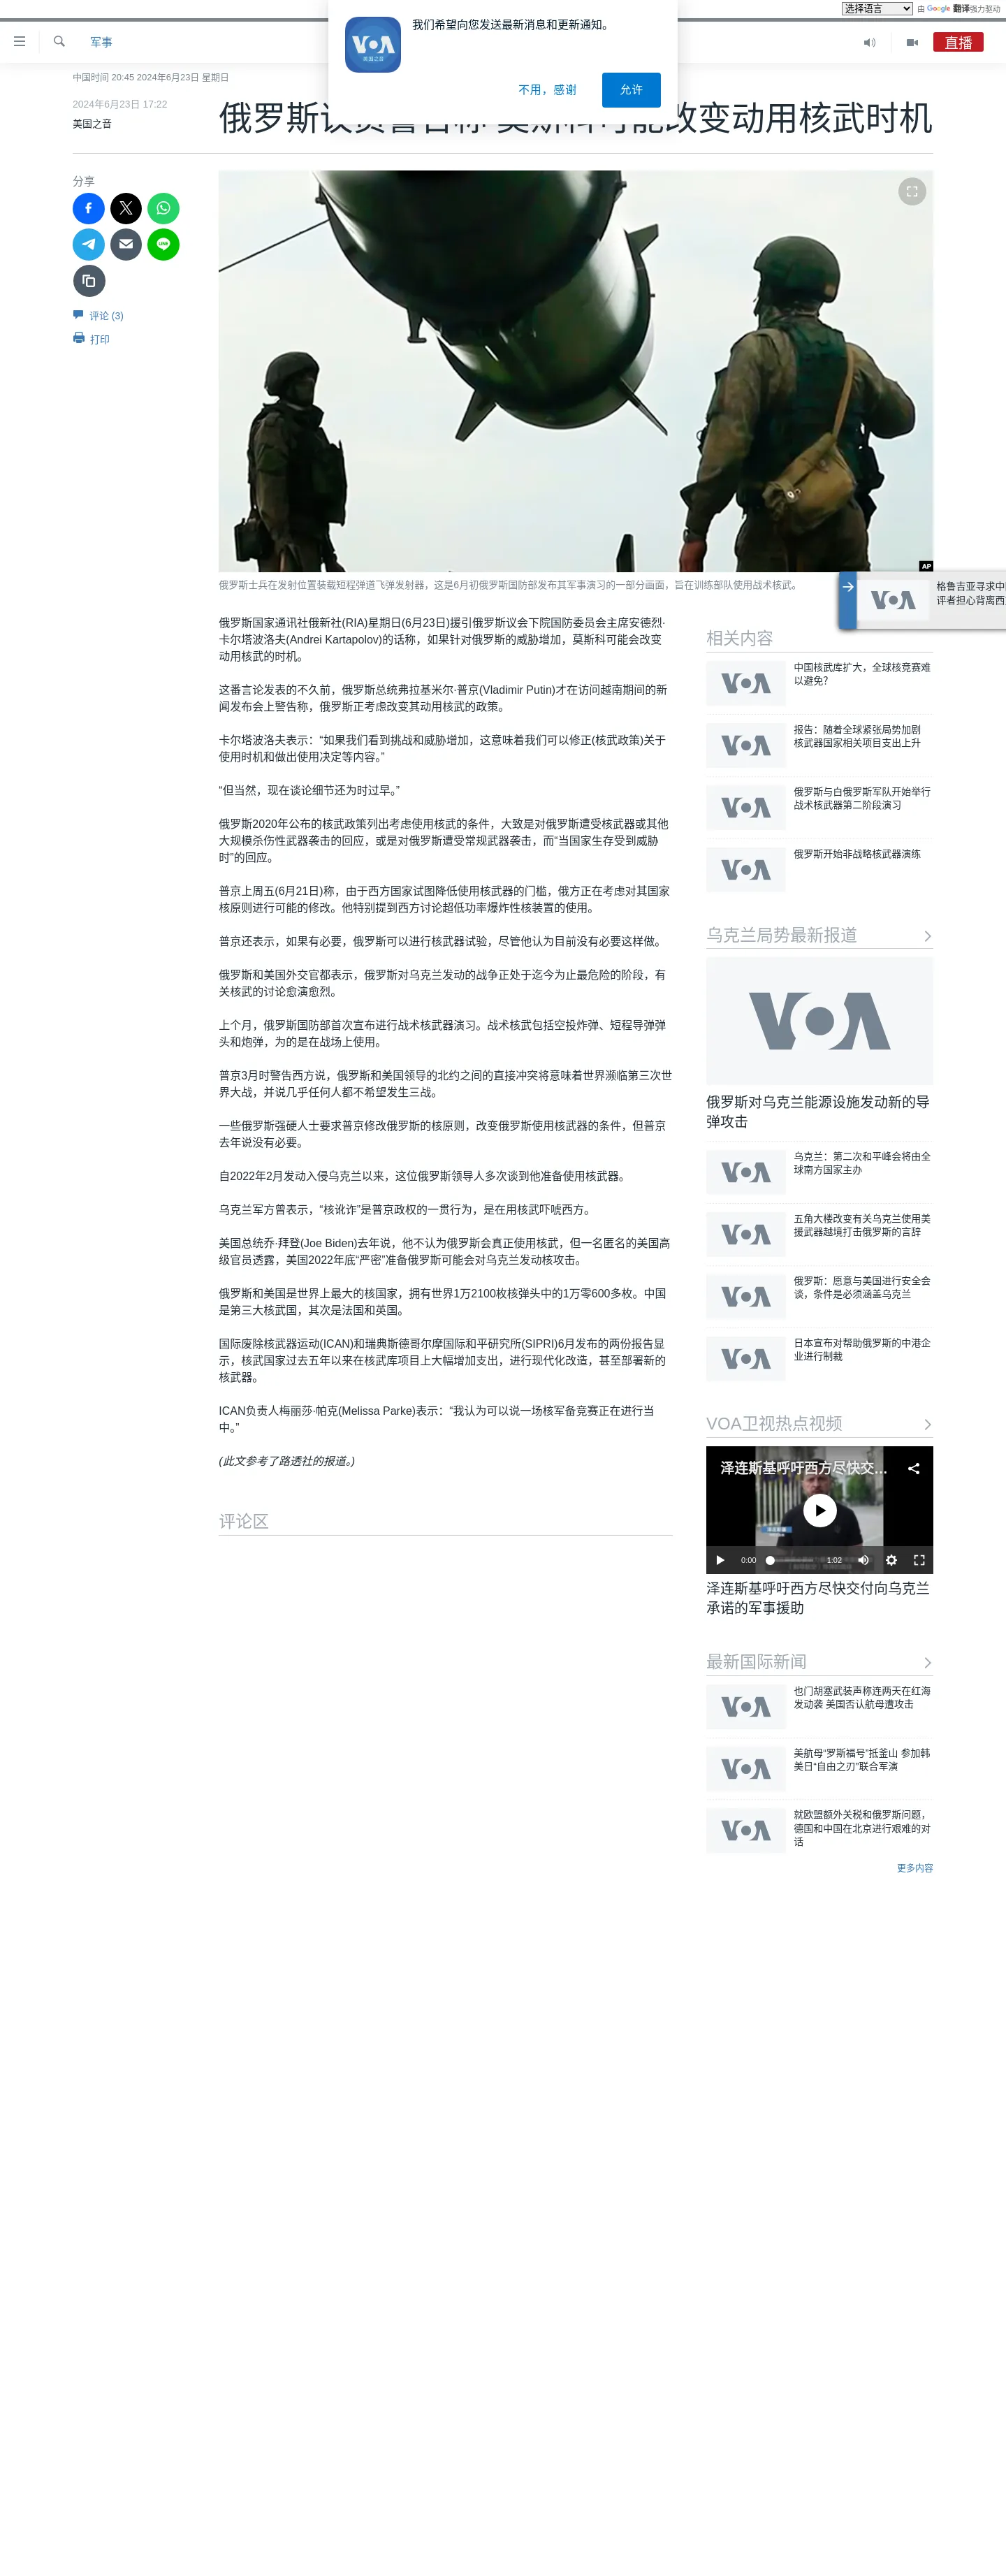 选择语言
由 Google 翻译强力驱动
军事
直播
VOA
美国之音
我们希望向您发送最新消息和更新通知。
不用，感谢
允许
中国时间 20:45 2024年6月23日 星期日
2024年6月23日 17:22
美国之音
俄罗斯议员警告称
可能改变动用核武时机
分享
评论 (3)
打印
AP
俄罗斯士兵在发射位置装载短程弹道飞弹发射器，这是6月初俄罗斯国防部发布其军事演习的一部分画面，旨在训练部队使用战术核武。
俄罗斯国家通讯社俄新社(RIA)星期日(6月23日)援引俄罗斯议会下院国防委员会主席安德烈·
卡尔塔波洛夫(Andrei Kartapolov)的话称，如果针对俄罗斯的威胁增加，莫斯科可能会改变
动用核武的时机。
这番言论发表的不久前，俄罗斯总统弗拉基米尔·普京(Vladimir Putin)才在访问越南期间的新
闻发布会上警告称，俄罗斯正考虑改变其动用核武的政策。
卡尔塔波洛夫表示：“如果我们看到挑战和威胁增加，这意味着我们可以修正(核武政策)关于
使用时机和做出使用决定等内容。”
“但当然，现在谈论细节还为时过早。”
俄罗斯2020年公布的核武政策列出考虑使用核武的条件，大致是对俄罗斯遭受核武器或其他
大规模杀伤性武器袭击的回应，或是对俄罗斯遭受常规武器袭击，而“当国家生存受到威胁
时”的回应。
普京上周五(6月21日)称，由于西方国家试图降低使用核武器的门槛，俄方正在考虑对其国家
核原则进行可能的修改。他特别提到西方讨论超低功率爆炸性核装置的使用。
普京还表示，如果有必要，俄罗斯可以进行核武器试验，尽管他认为目前没有必要这样做。
俄罗斯和美国外交官都表示，俄罗斯对乌克兰发动的战争正处于迄今为止最危险的阶段，有
关核武的讨论愈演愈烈。
上个月，俄罗斯国防部首次宣布进行战术核武器演习。战术核武包括空投炸弹、短程导弹弹
头和炮弹，为的是在战场上使用。
普京3月时警告西方说，俄罗斯和美国领导的北约之间的直接冲突将意味着世界濒临第三次世
界大战，并说几乎任何人都不希望发生三战。
一些俄罗斯强硬人士要求普京修改俄罗斯的核原则，改变俄罗斯使用核武器的条件，但普京
去年说没有必要。
自2022年2月发动入侵乌克兰以来，这位俄罗斯领导人多次谈到他准备使用核武器。
乌克兰军方曾表示，“核讹诈”是普京政权的一贯行为，是在用核武吓唬西方。
美国总统乔·拜登(Joe Biden)去年说，他不认为俄罗斯会真正使用核武，但一名匿名的美国高
级官员透露，美国2022年底“严密”准备俄罗斯可能会对乌克兰发动核攻击。
俄罗斯和美国是世界上最大的核国家，拥有世界1万2100枚核弹头中的1万零600多枚。中国
是第三大核武国，其次是法国和英国。
国际废除核武器运动(ICAN)和瑞典斯德哥尔摩国际和平研究所(SIPRI)6月发布的两份报告显
示，核武国家过去五年以来在核武库项目上大幅增加支出，进行现代化改造，甚至部署新的
核武器。
ICAN负责人梅丽莎·帕克(Melissa Parke)表示：“我认为可以说一场核军备竞赛正在进行当
中。”
(此文参考了路透社的报道。)
评论区
VOA
格鲁吉亚寻求中
评者担心背离西
相关内容
VOA
中国核武库扩大，全球核竞赛难
以避免？
VOA
报告：随着全球紧张局势加剧
核武器国家相关项目支出上升
VOA
俄罗斯与白俄罗斯军队开始举行
战术核武器第二阶段演习
VOA
俄罗斯开始非战略核武器演练
乌克兰局势最新报道
VOA
俄罗斯对乌克兰能源设施发动新的导
弹攻击
VOA
乌克兰：第二次和平峰会将由全
球南方国家主办
VOA
五角大楼改变有关乌克兰使用美
援武器越境打击俄罗斯的言辞
VOA
俄罗斯：愿意与美国进行安全会
谈，条件是必须涵盖乌克兰
VOA
日本宣布对帮助俄罗斯的中港企
业进行制裁
VOA卫视热点视频
泽连斯基呼吁西方尽快交...
0:00
1:02
泽连斯基呼吁西方尽快交付向乌克兰
承诺的军事援助
最新国际新闻
VOA
也门胡塞武装声称连两天在红海
发动袭 美国否认航母遭攻击
VOA
美航母“罗斯福号”抵釜山 参加韩
美日“自由之刃”联合军演
VOA
就欧盟额外关税和俄罗斯问题，
德国和中国在北京进行艰难的对
话
更多内容